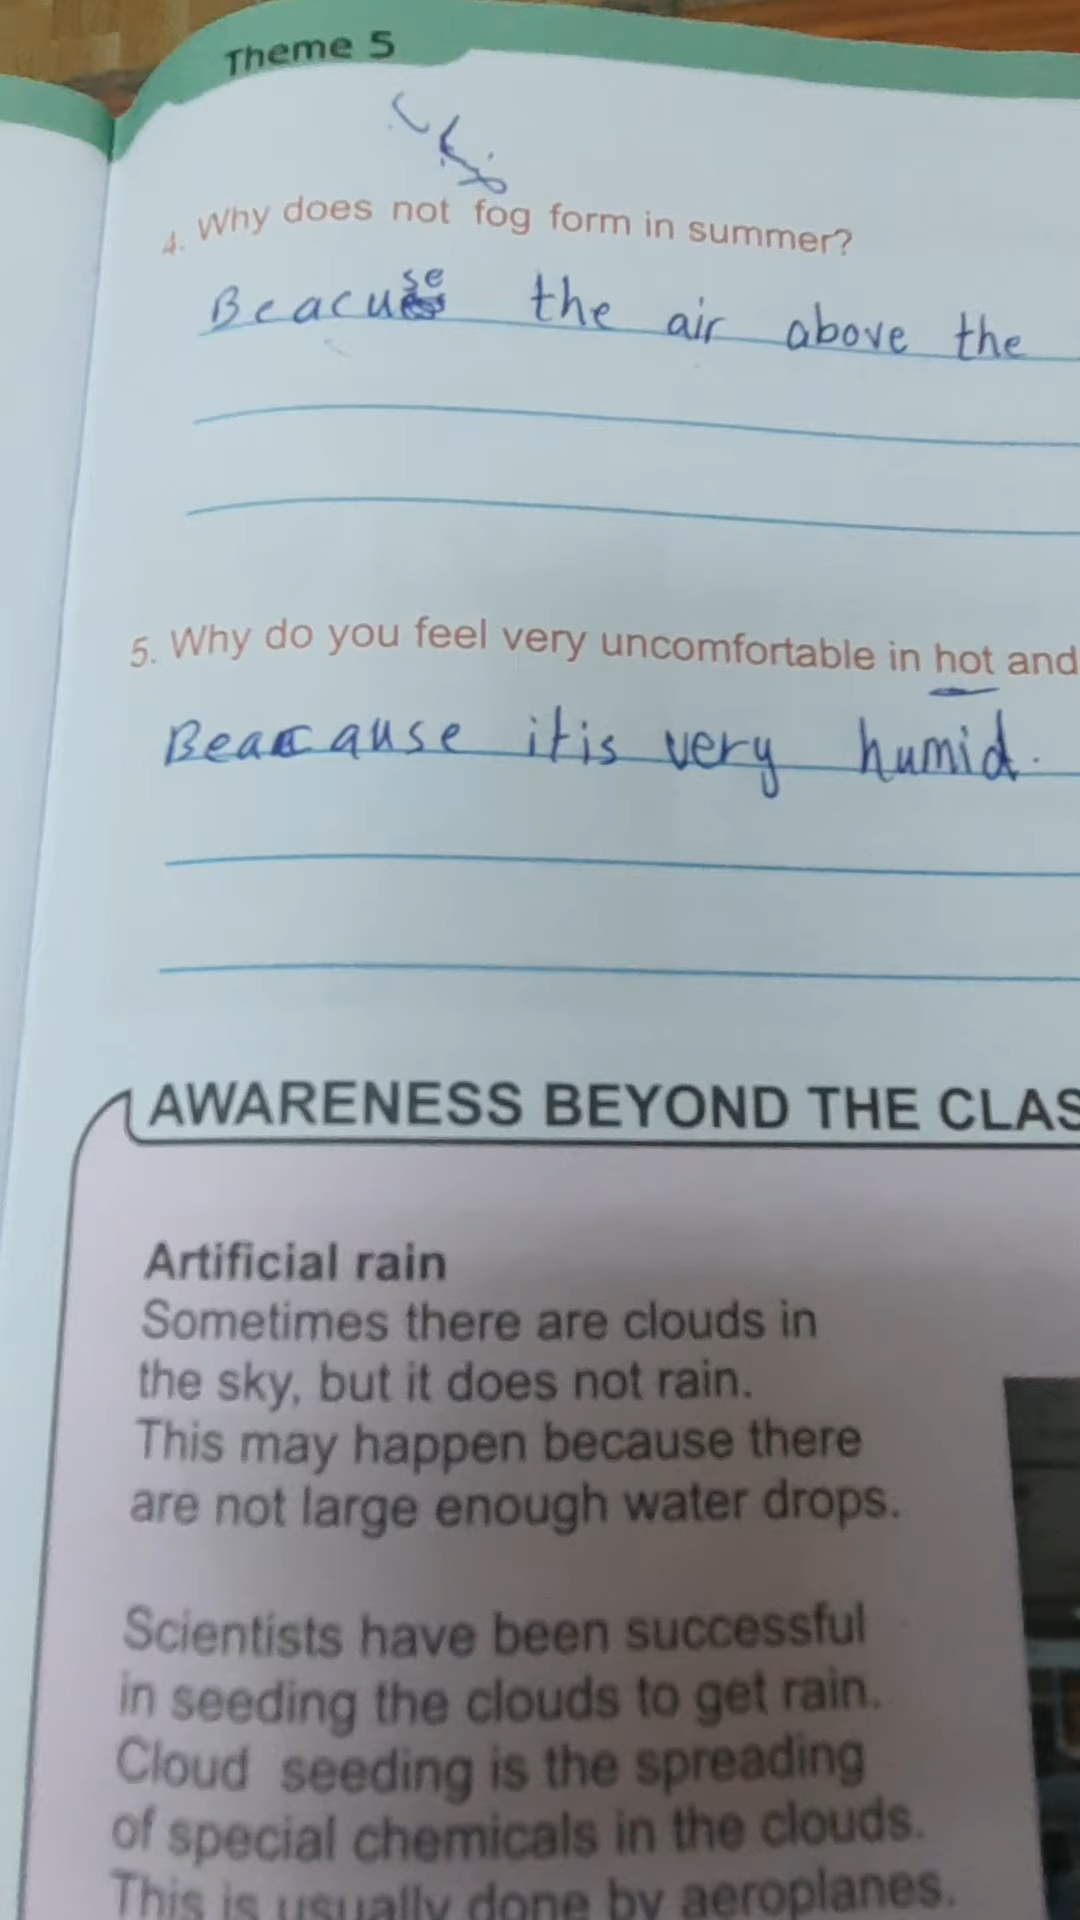 Theme 5
4. Why does not fog form in summer?
Beacuse the air above the
5. Why do you feel very uncomfortable in hot and
Beacause itis very humid.
AWARENESS BEYOND THE CLAS
Artificial rain
Sometimes there are clouds in
the sky, but it does not rain.
This may happen because there
are not large enough water drops.
Scientists have been successful
in seeding the clouds to get rain.
Cloud seeding is the spreading
of special chemicals in the clouds.
This is usually done by aeroplanes.